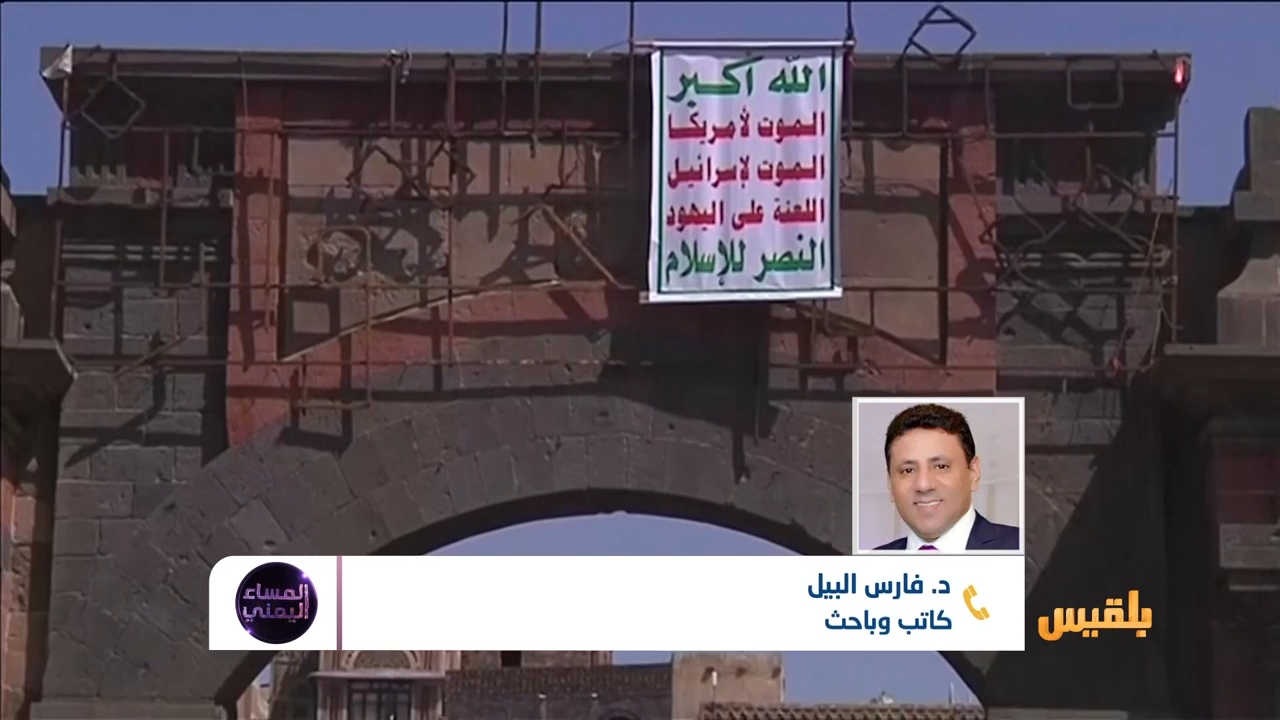 الله اكبر
الموت لأمريكا
الموت لإسرائيل
اللعنة على اليهود
النصر للإسلام
د. فارس البيل
كاتب وباحث
المساء
اليمني
بلقيس